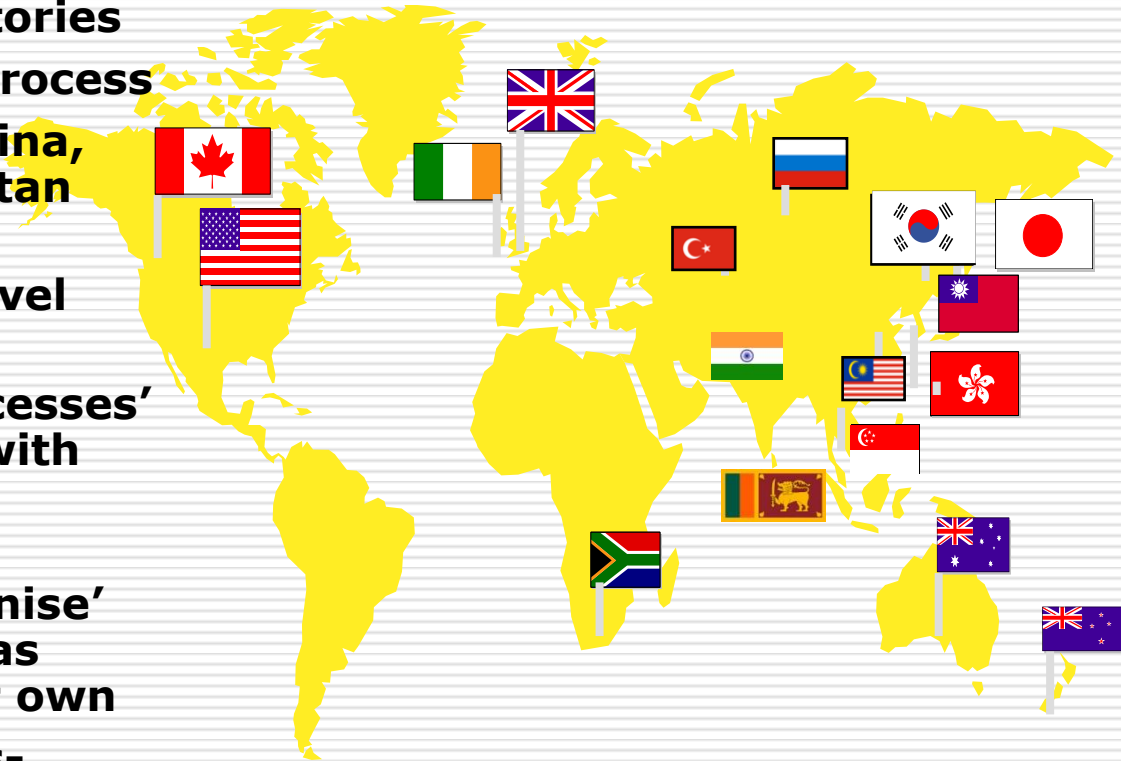 tories
rocess
ina,
tan
vel
cesses’
with
nise’
as
own